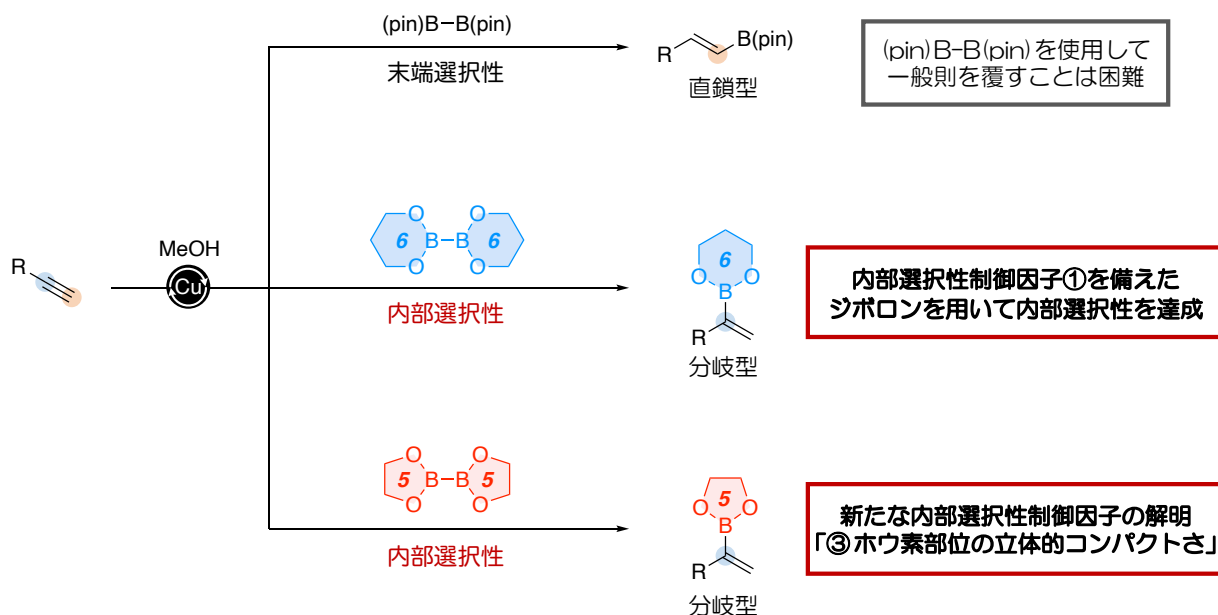 (pin)B–B(pin)
末端選択性
R
B(pin)
直鎖型
(pin)B-B(pin)を使用して
一般則を覆すことは困難
R
MeOH
Cu
O O
6 B–B 6
O O
内部選択性
6
O O
B
R
分岐型
内部選択性制御因子①を備えた
ジボロンを用いて内部選択性を達成
O O
5 B–B 5
O O
内部選択性
5
O O
B
R
分岐型
新たな内部選択性制御因子の解明
「③ホウ素部位の立体的コンパクトさ」